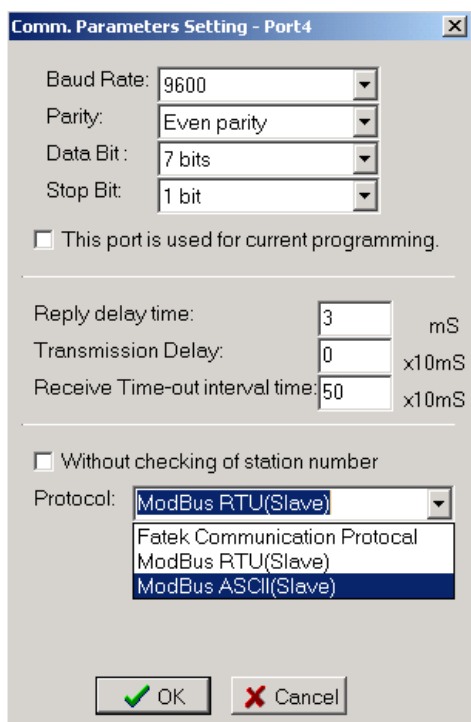 Comm. Parameters Setting - Port4
Baud Rate: 9600
Parity: Even parity
Data Bit : 7 bits
Stop Bit: 1 bit
This port is used for current programming.
Reply delay time: 3 mS
Transmission Delay: 0 x10mS
Receive Time-out interval time: 50 x10mS
Without checking of station number
Protocol: ModBus RTU(Slave)
Fatek Communication Protocal
ModBus RTU(Slave)
ModBus ASCII(Slave)
OK Cancel